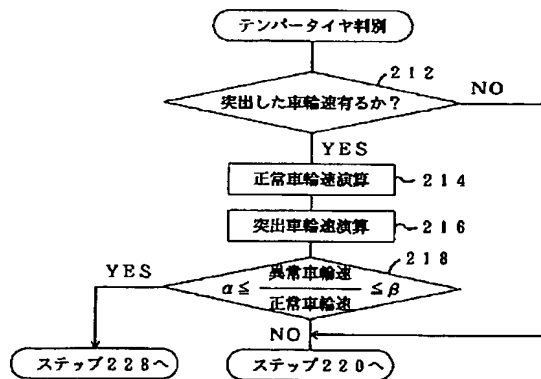 テンパータイヤ判別
212
突出した車輪速有るか?
NO
YES
正常車輪速演算
214
突出車輪速演算
216
218
YES
α≦ 異常車輪速 / 正常車輪速 ≦β
NO
ステップ228へ
ステップ220へ